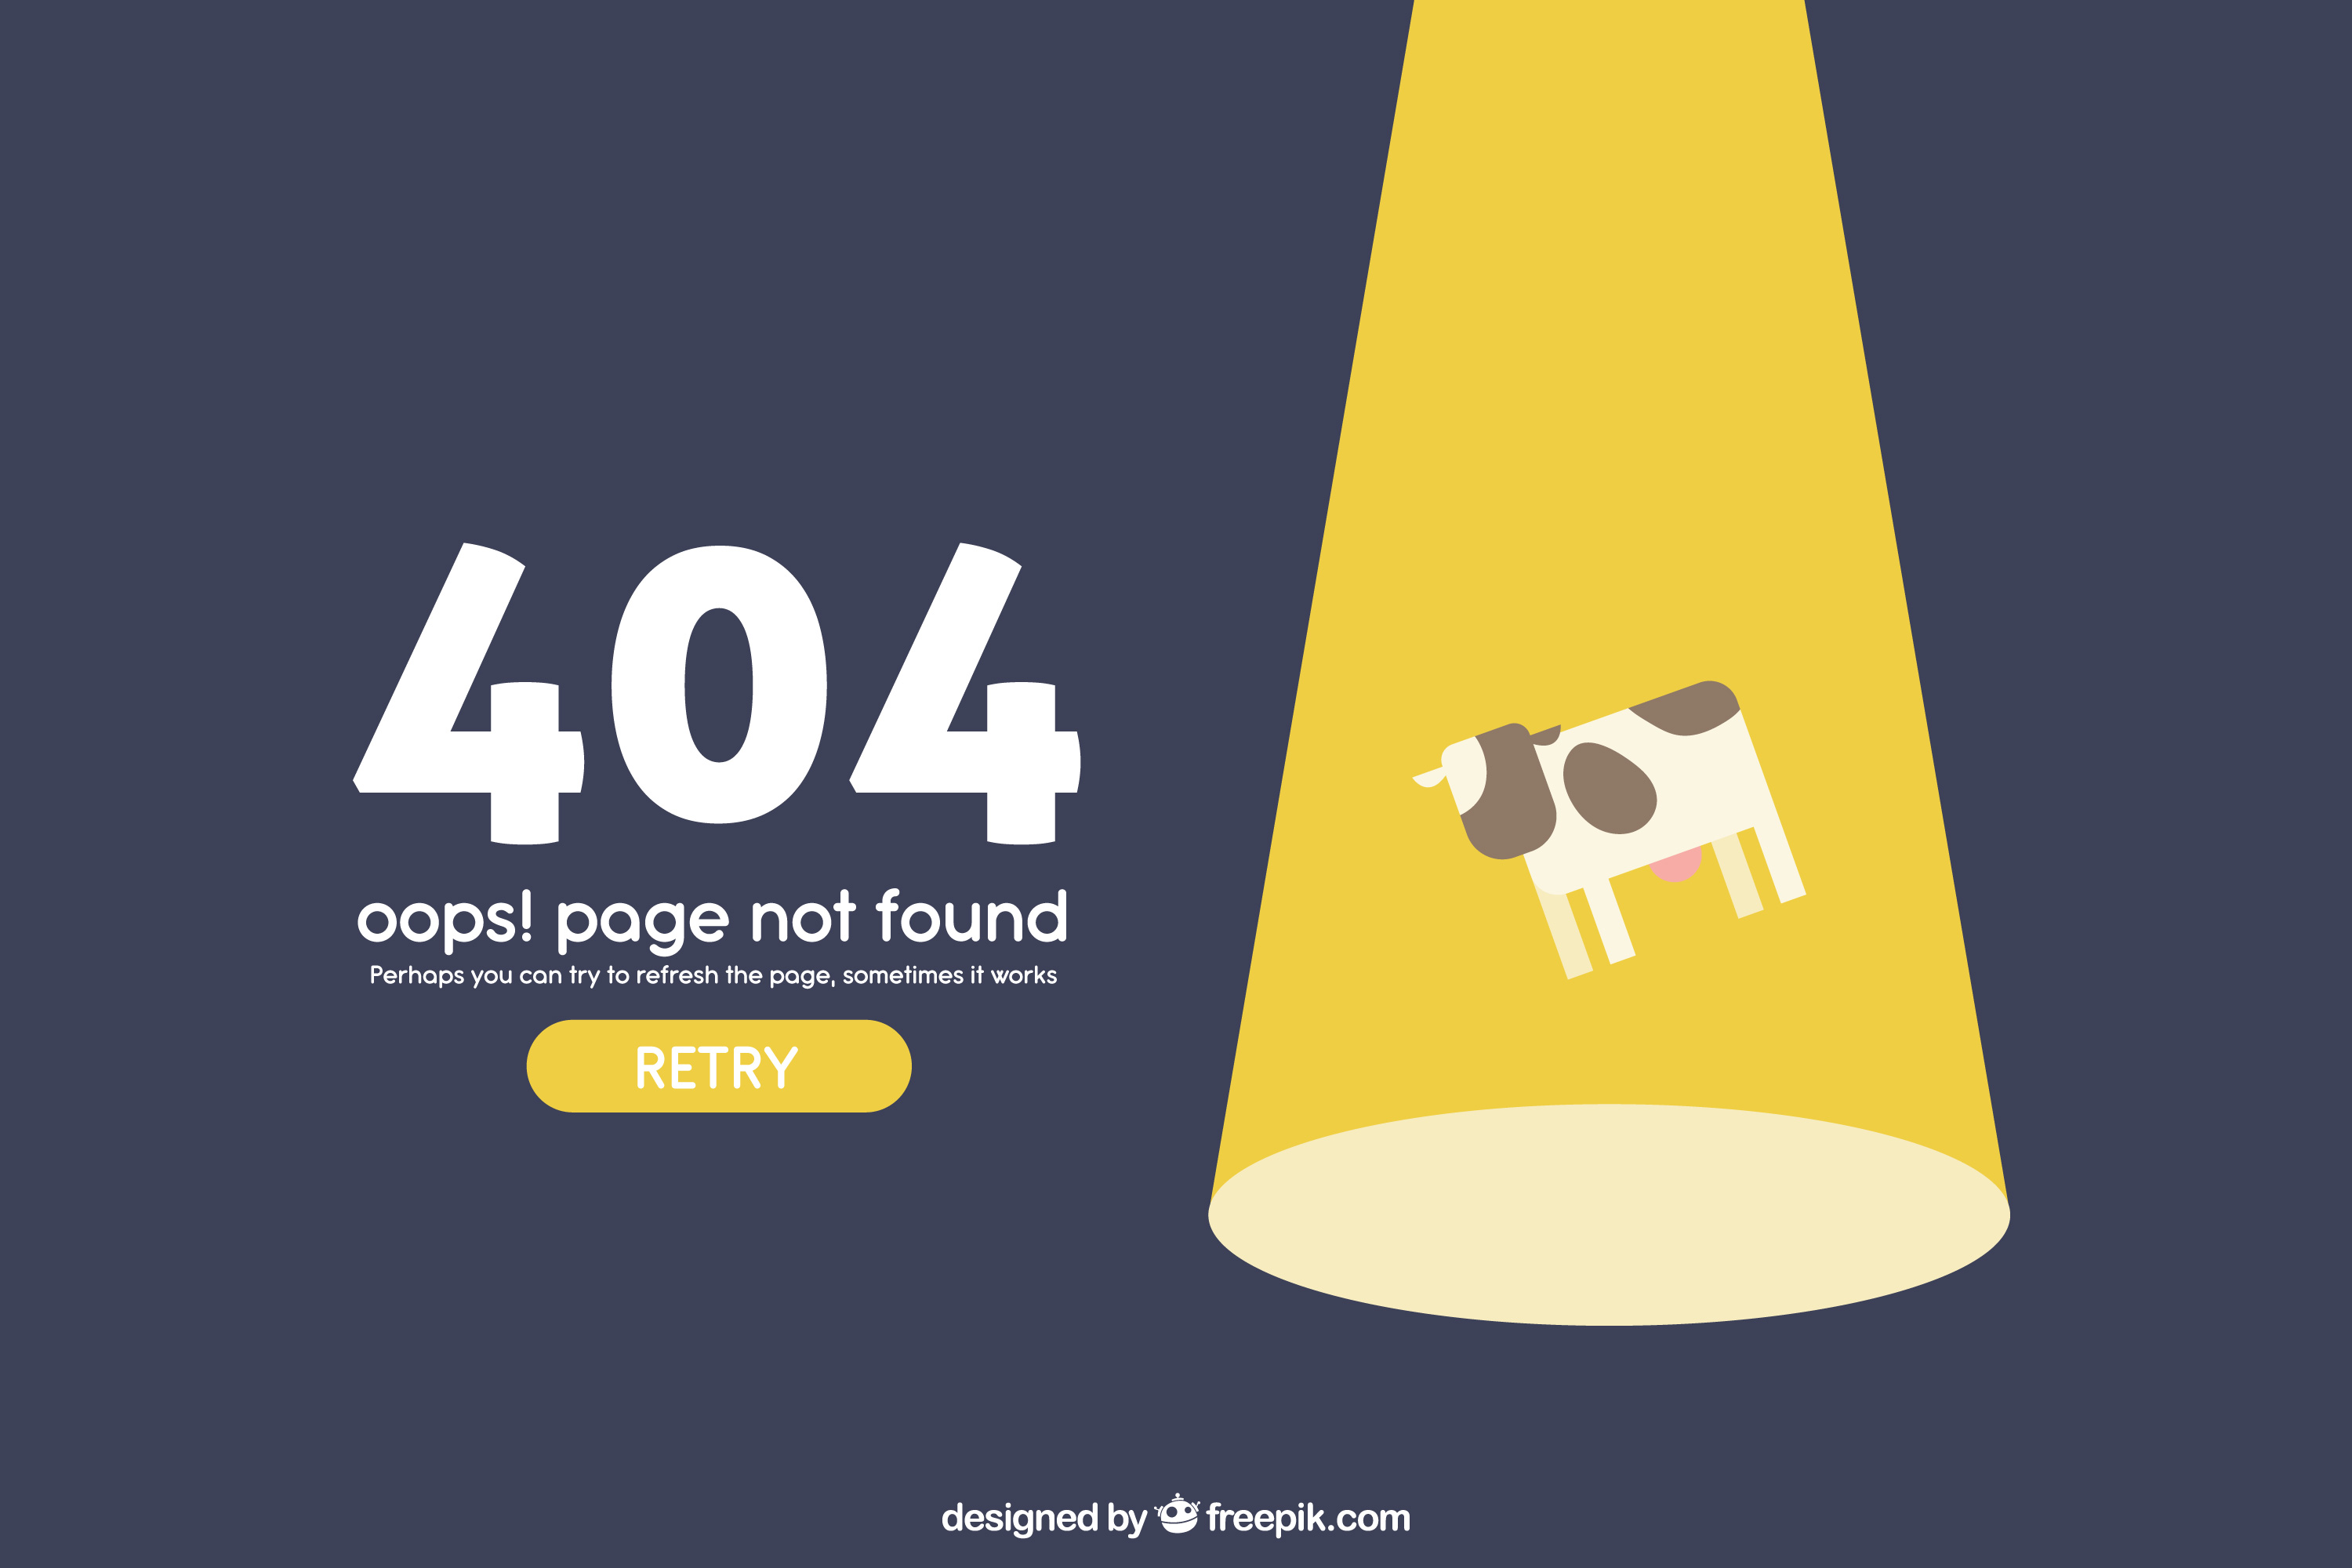 404
oops! page not found
Perhaps you can try to refresh the page, sometimes it works
RETRY
designed by freepik.com